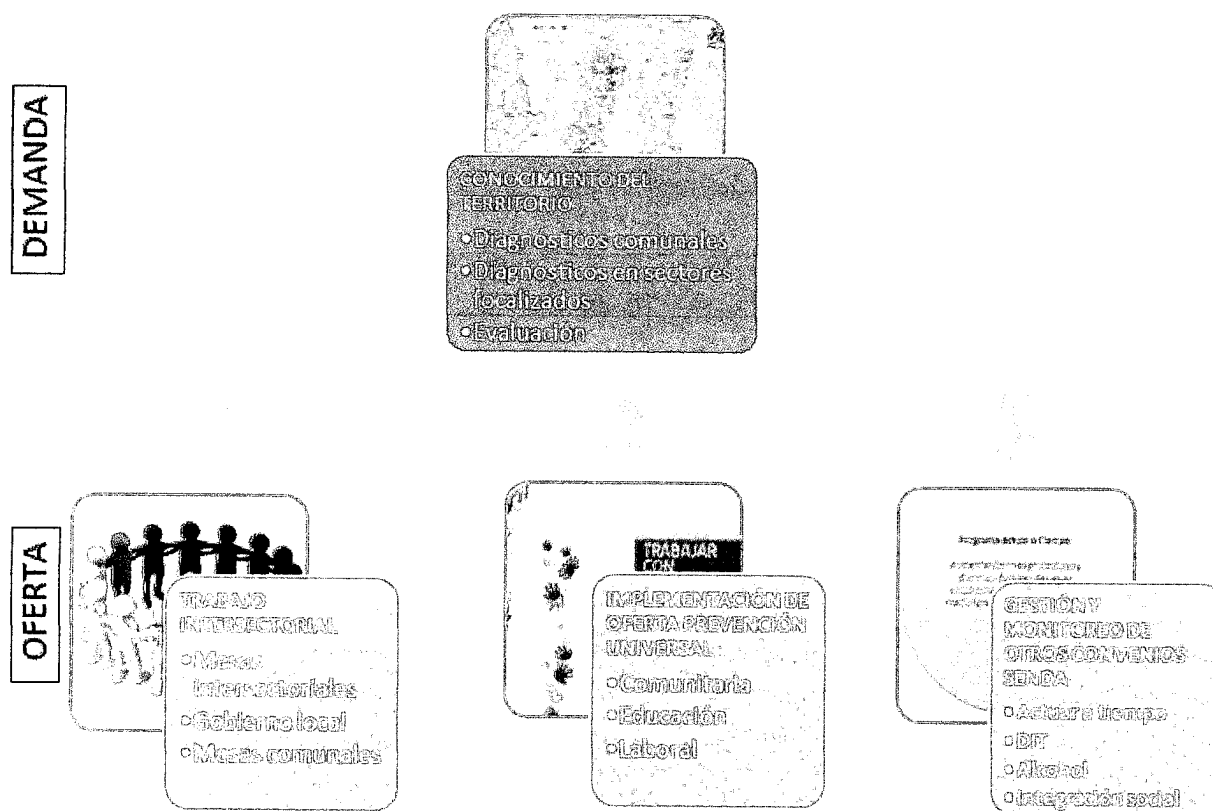 DEMANDA
CONOCIMIENTO DEL
TERRITORIO
•Diagnósticos comunales
•Diagnósticos en sectores
focalizados
•Evaluación
OFERTA
TRABAJO
INTERSECTORIAL
•Mesas
Intersectoriales
•Gobierno local
•Mesas comunales
TRABAJAR
CON
IMPLEMENTACIÓN DE
OFERTA PREVENCIÓN
UNIVERSAL
•Comunitaria
•Educación
•Laboral
GESTIÓN Y
MONITOREO DE
OTROS CONVENIOS
SENDA
•Actuar a tiempo
•DIT
•Alcohol
•Integración social